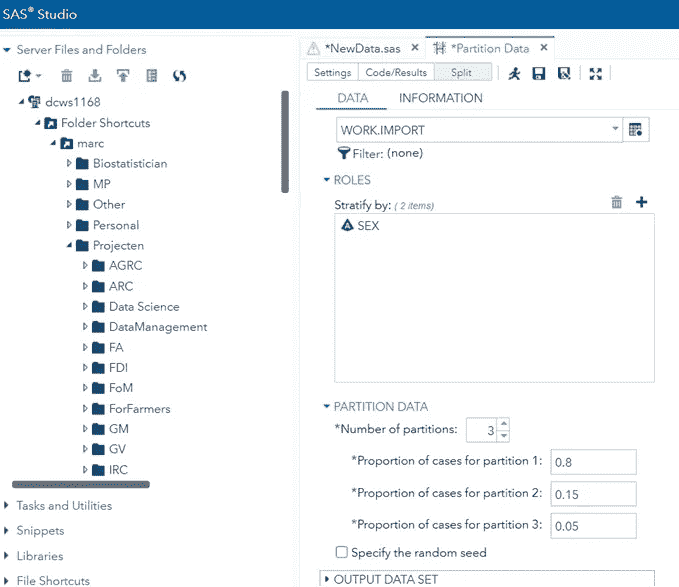 SAS® Studio
Server Files and Folders
dcws1168
Folder Shortcuts
marc
Biostatistician
MP
Other
Personal
Projecten
AGRC
ARC
Data Science
DataManagement
FA
FDI
FoM
ForFarmers
GM
GV
IRC
Tasks and Utilities
Snippets
Libraries
File Shortcuts
*NewData.sas
*Partition Data
Settings Code/Results Split
DATA INFORMATION
WORK.IMPORT
Filter: (none)
ROLES
Stratify by: ( 2 items)
SEX
PARTITION DATA
*Number of partitions: 3
*Proportion of cases for partition 1: 0.8
*Proportion of cases for partition 2: 0.15
*Proportion of cases for partition 3: 0.05
Specify the random seed
OUTPUT DATA SET